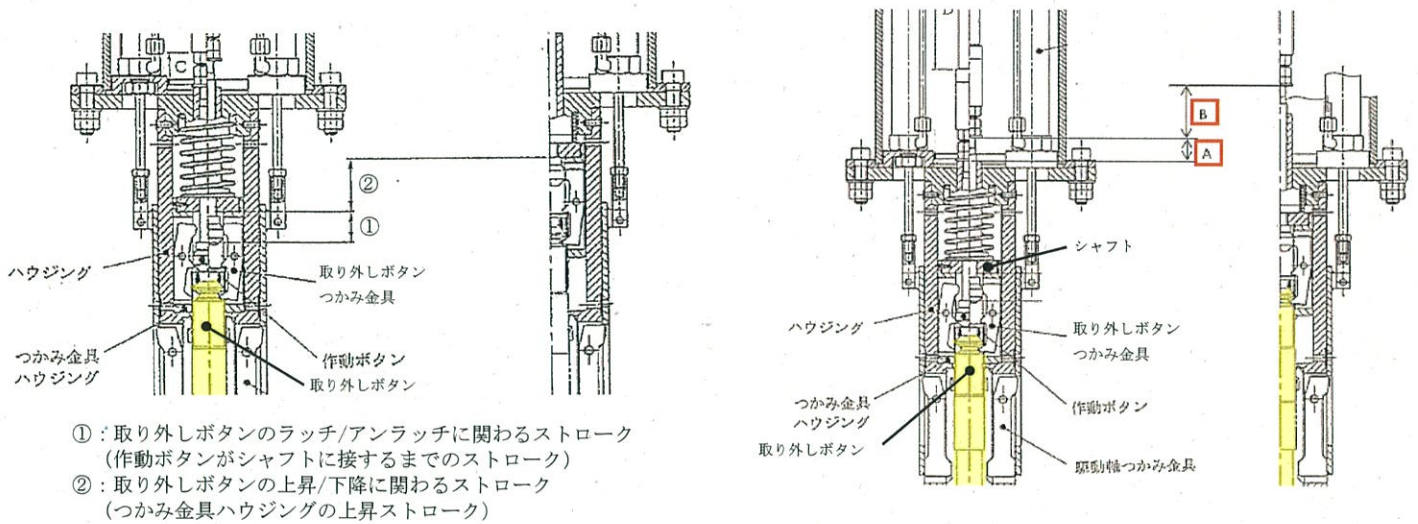 C
②
①
ハウジング
取り外しボタン
つかみ金具
つかみ金具
ハウジング
作動ボタン
取り外しボタン
①：取り外しボタンのラッチ/アンラッチに関わるストローク
（作動ボタンがシャフトに接するまでのストローク）
②：取り外しボタンの上昇/下降に関わるストローク
（つかみ金具ハウジングの上昇ストローク）
B
A
シャフト
ハウジング
取り外しボタン
つかみ金具
つかみ金具
ハウジング
作動ボタン
取り外しボタン
駆動軸つかみ金具